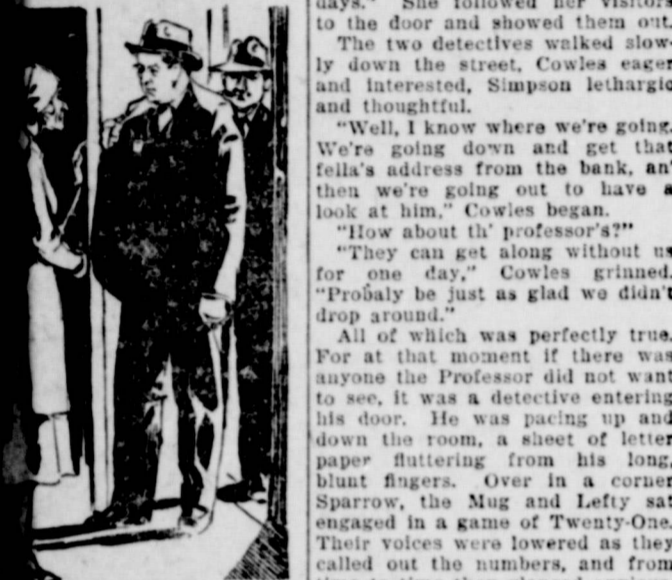 days." She followed her visitors
to the door and showed them out.
The two detectives walked slow-
ly down the street, Cowles eager
and interested, Simpson lethargic
and thoughtful.
"Well, I know where we're going.
We're going down and get that
fella's address from the bank, an'
then we're going out to have a
look at him," Cowles began.
"How about th' professor's?"
"They can get along without us
for one day," Cowles grinned.
"Probaly be just as glad we didn't
drop around."
All of which was perfectly true.
For at that moment if there was
anyone the Professor did not want
to see, it was a detective entering
his door. He was pacing up and
down the room, a sheet of letter
paper fluttering from his long,
blunt fingers. Over in a corner
Sparrow, the Mug and Lefty sat
engaged in a game of Twenty-One.
Their voices were lowered as they
called out the numbers, and from